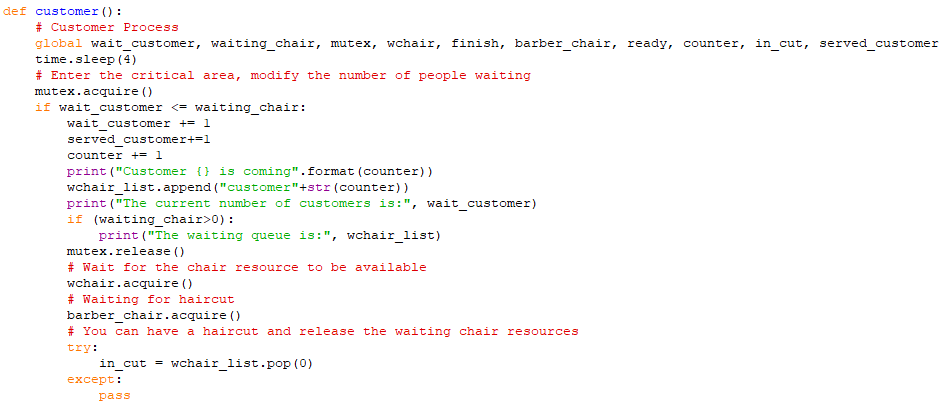 def customer():
    # Customer Process
    global wait_customer, waiting_chair, mutex, wchair, finish, barber_chair, ready, counter, in_cut, served_customer
    time.sleep(4)
    # Enter the critical area, modify the number of people waiting
    mutex.acquire()
    if wait_customer <= waiting_chair:
        wait_customer += 1
        served_customer+=1
        counter += 1
        print("Customer {} is coming".format(counter))
        wchair_list.append("customer"+str(counter))
        print("The current number of customers is:", wait_customer)
        if (waiting_chair>0):
            print("The waiting queue is:", wchair_list)
        mutex.release()
        # Wait for the chair resource to be available
        wchair.acquire()
        # Waiting for haircut
        barber_chair.acquire()
        # You can have a haircut and release the waiting chair resources
        try:
            in_cut = wchair_list.pop(0)
        except:
            pass